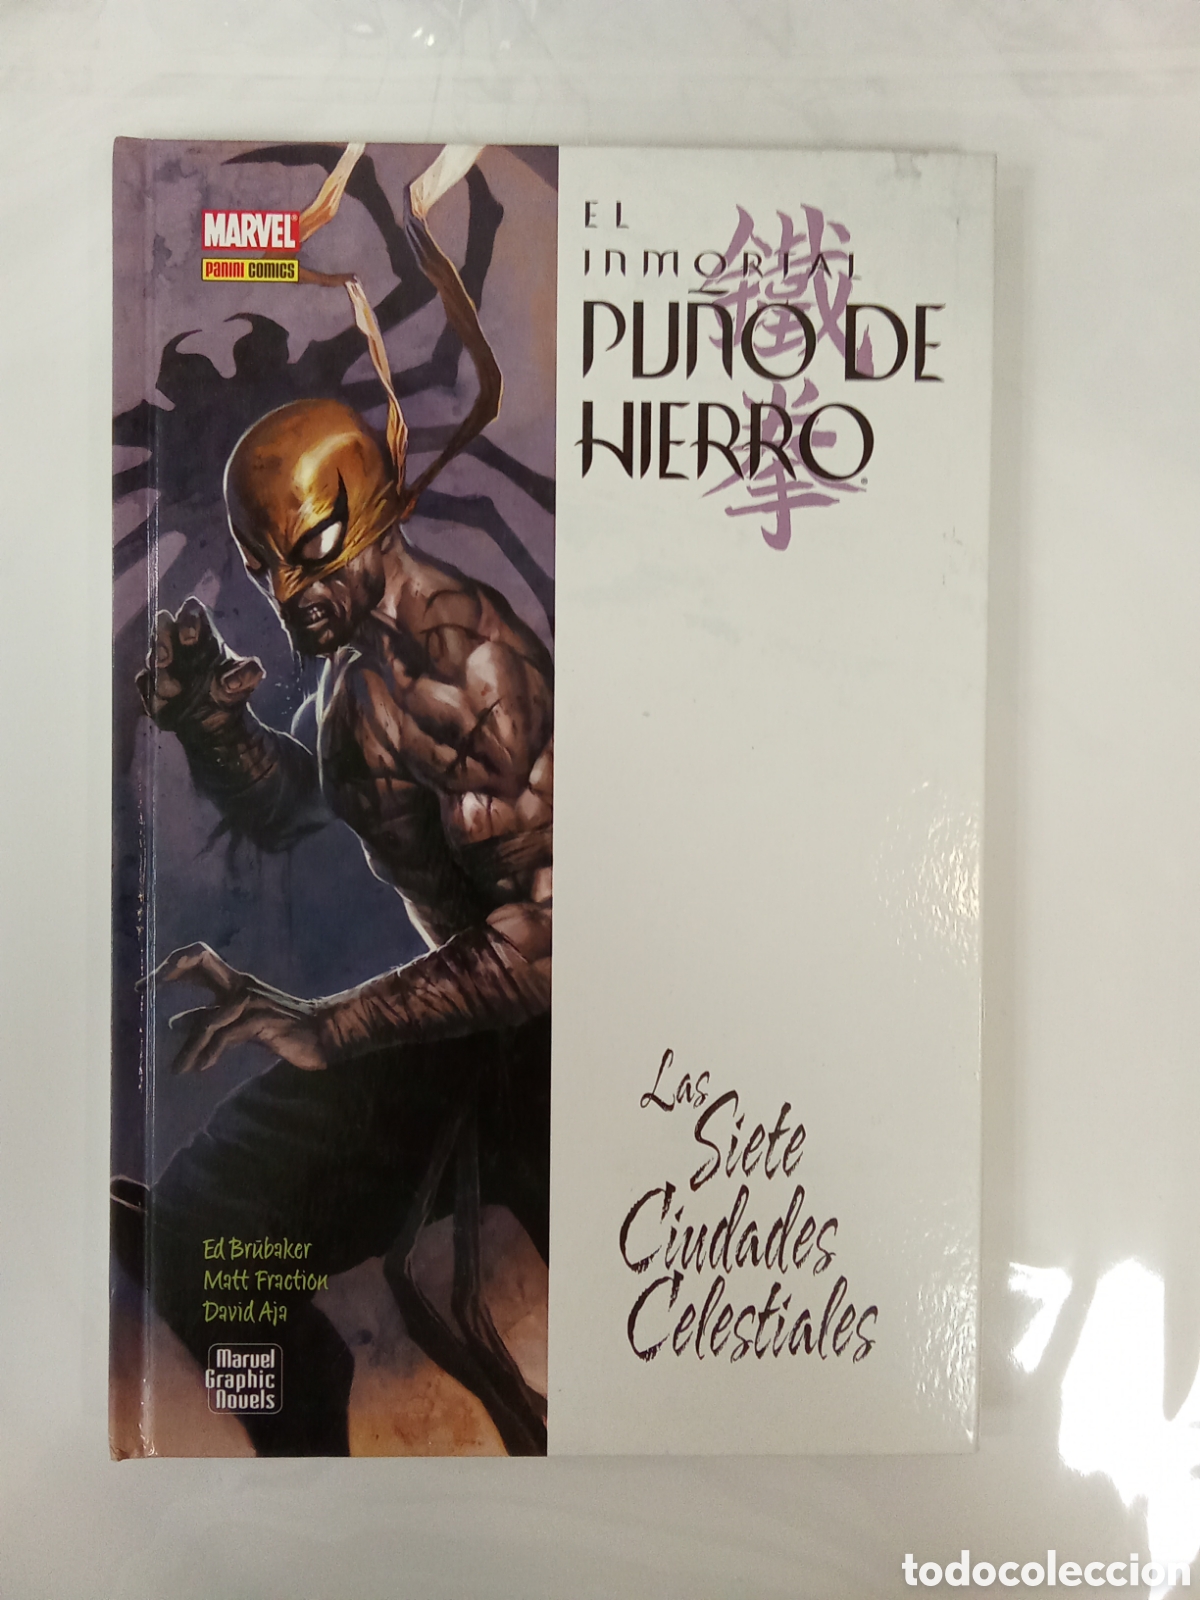 MARVEL
PANINI COMICS
EL
INMORTAL
PUÑO DE
HIERRO
鐵
拳
Las
Siete
Ciudades
Celestiales
Ed Brubaker
Matt Fraction
David Aja
Marvel
Graphic
Novels
todocoleccion